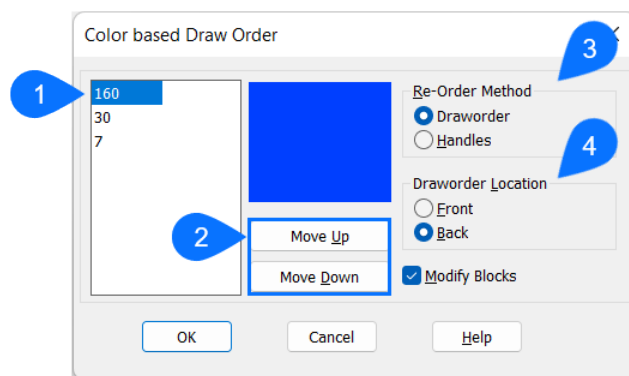 Color based Draw Order
1
160
30
7
2
Move Up
Move Down
3
Re-Order Method
Draworder
Handles
4
Draworder Location
Front
Back
Modify Blocks
OK
Cancel
Help